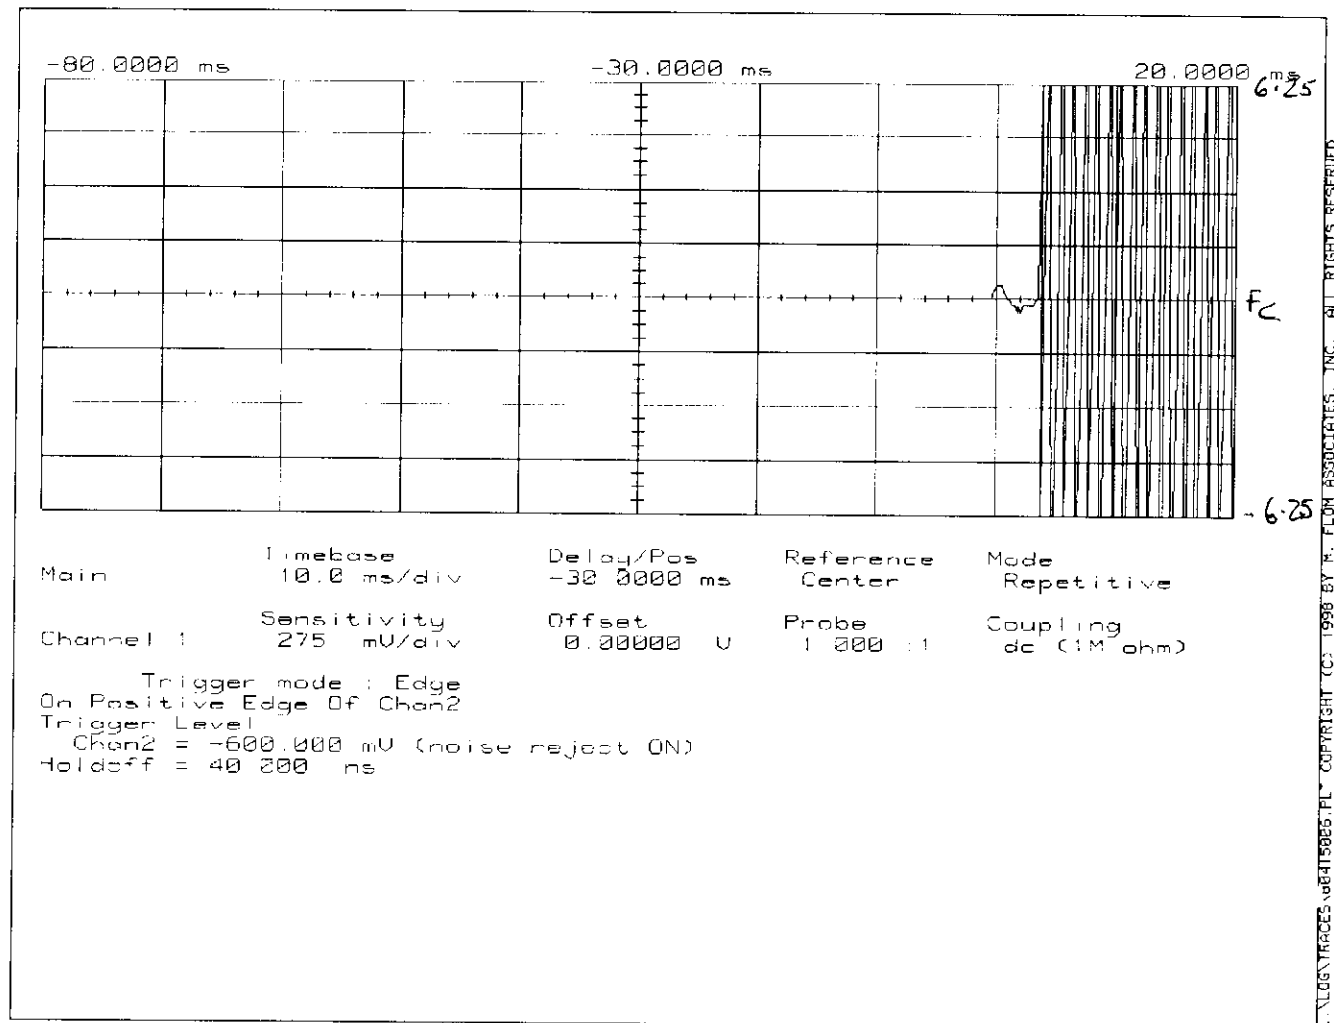 -80.0000 ms -30.0000 ms 20.0000 ms
6.25
Fc
- 6.25
Timebase Delay/Pos Reference Mode
Main 10.0 ms/div -30.0000 ms Center Repetitive
Sensitivity Offset Probe Coupling
Channel 1 275 mV/div 0.00000 V 1.000 :1 dc (1M ohm)
Trigger mode : Edge
On Positive Edge Of Chan2
Trigger Level
Chan2 = -600.000 mV (noise reject ON)
Holdoff = 40.000 ns
COPYRIGHT (C) 1998 BY M. FLOM ASSOCIATES, INC. ALL RIGHTS RESERVED